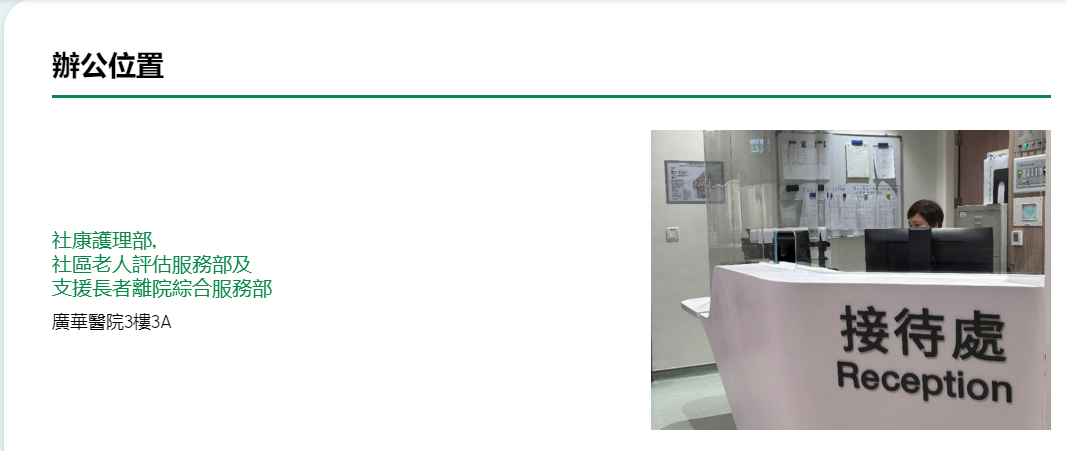 辦公位置
社康護理部,
社區老人評估服務部及
支援長者離院綜合服務部
廣華醫院3樓3A
接待處
Reception